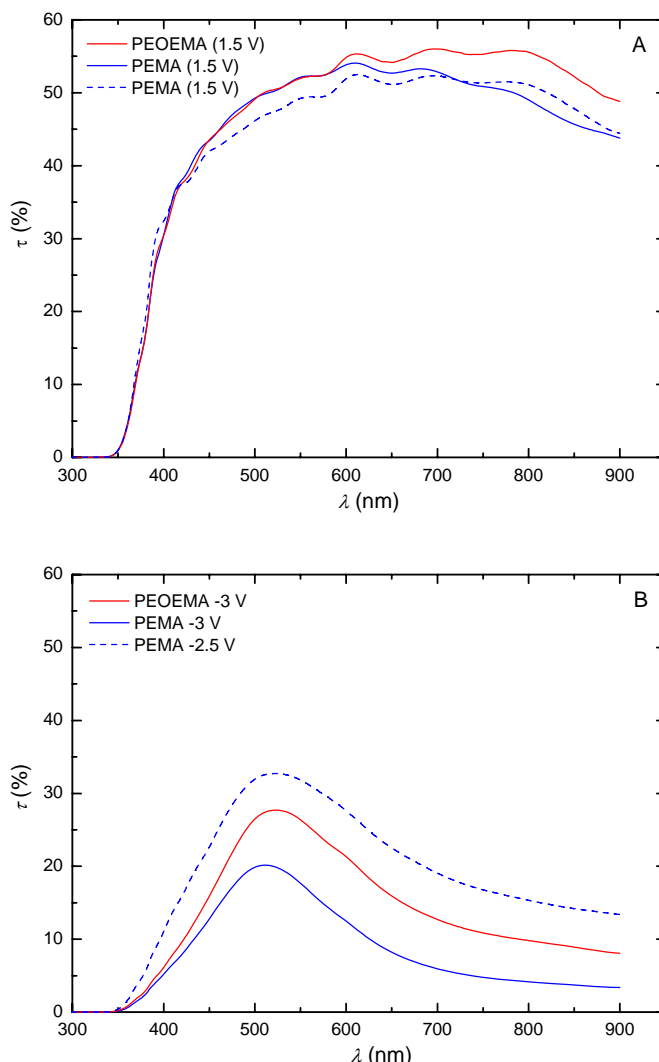 60
PEOEMA (1.5 V)
A
PEMA (1.5 V)
50
PEMA (1.5 V)
40
τ (%)
30
20
10
0
300 400 500 600 700 800 900
λ (nm)
60
PEOEMA -3 V
B
PEMA -3 V
50
PEMA -2.5 V
40
τ (%)
30
20
10
0
300 400 500 600 700 800 900
λ (nm)